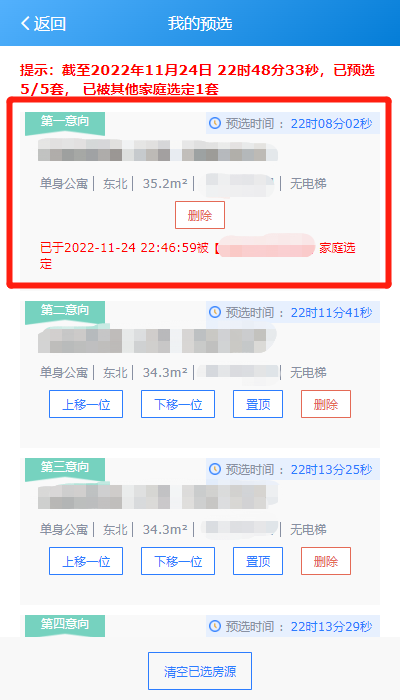 返回
我的预选
提示：截至2022年11月24日 22时48分33秒，已预选
5/5套， 已被其他家庭选定1套
第一意向
预选时间 : 22时08分02秒
单身公寓| 东北| 35.2m²| | 无电梯
删除
已于2022-11-24 22:46:59被【 家庭选
定
第二意向
预选时间 : 22时11分41秒
单身公寓| 东北| 34.3m²| | 无电梯
上移一位 下移一位 置顶 删除
第三意向
预选时间 : 22时13分25秒
单身公寓| 东北| 34.3m²| | 无电梯
上移一位 下移一位 置顶 删除
第四意向
预选时间 : 22时13分29秒
清空已选房源